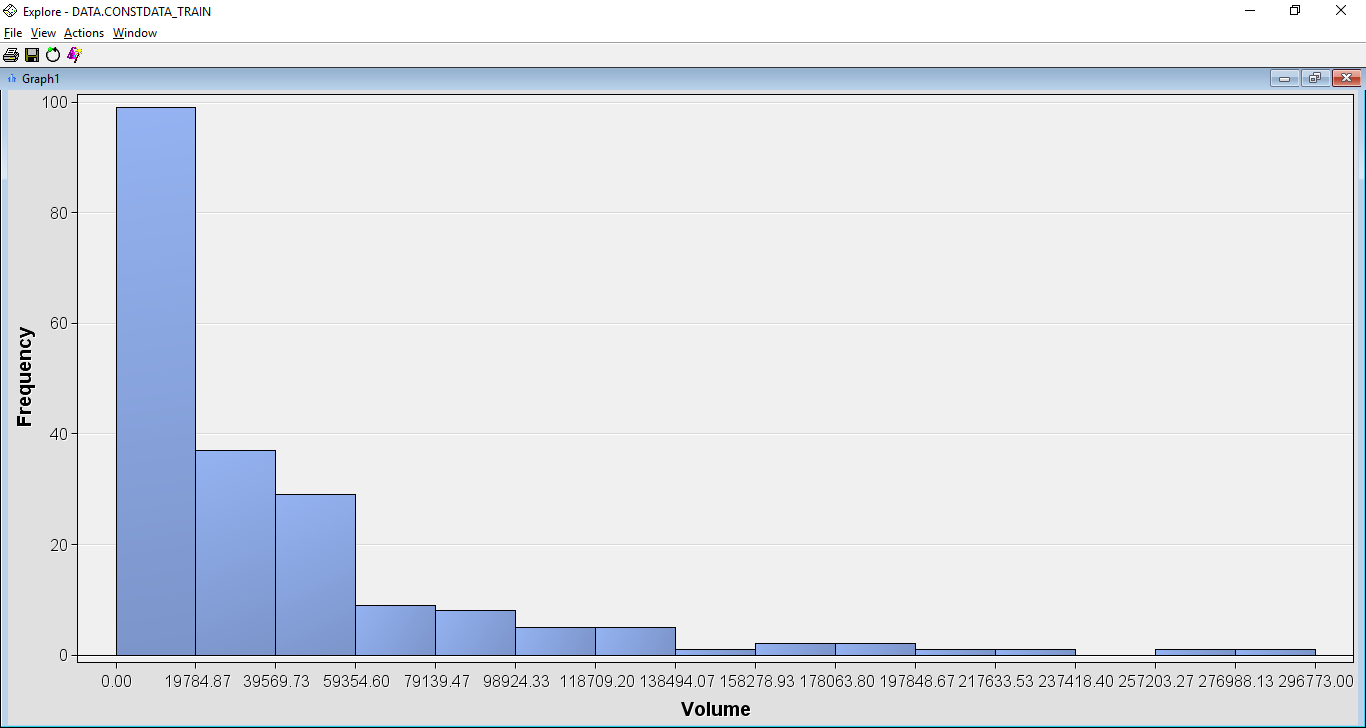 Explore - DATA.CONSTDATA_TRAIN
File View Actions Window
Graph1
100
80
60
40
20
0
Frequency
0.00 19784.87 39569.73 59354.60 79139.47 98924.33 118709.20 138494.07 158278.93 178063.80 197848.67 217633.53 237418.40 257203.27 276988.13 296773.00
Volume